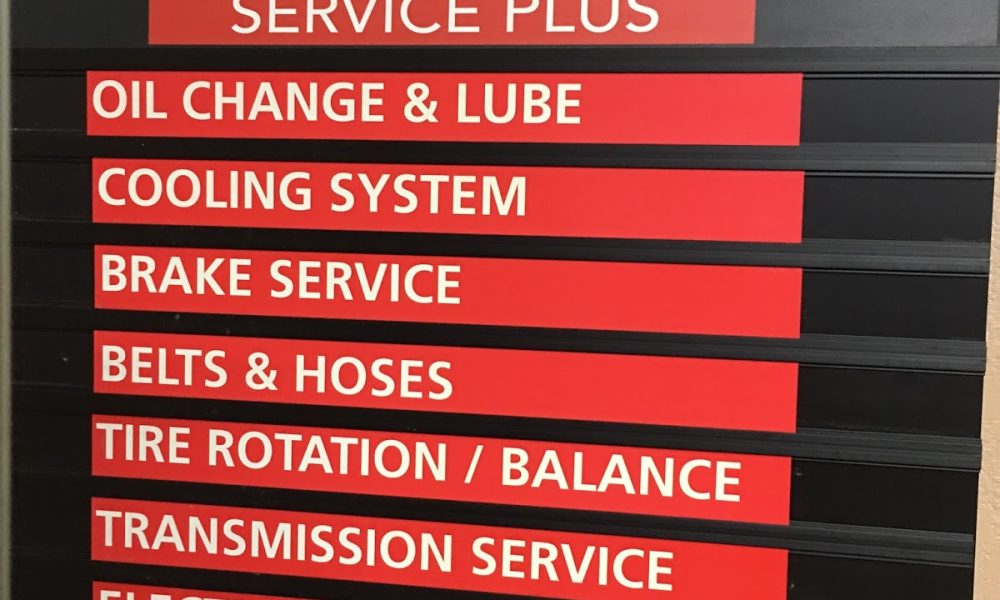 SERVICE PLUS
OIL CHANGE & LUBE
COOLING SYSTEM
BRAKE SERVICE
BELTS & HOSES
TIRE ROTATION / BALANCE
TRANSMISSION SERVICE